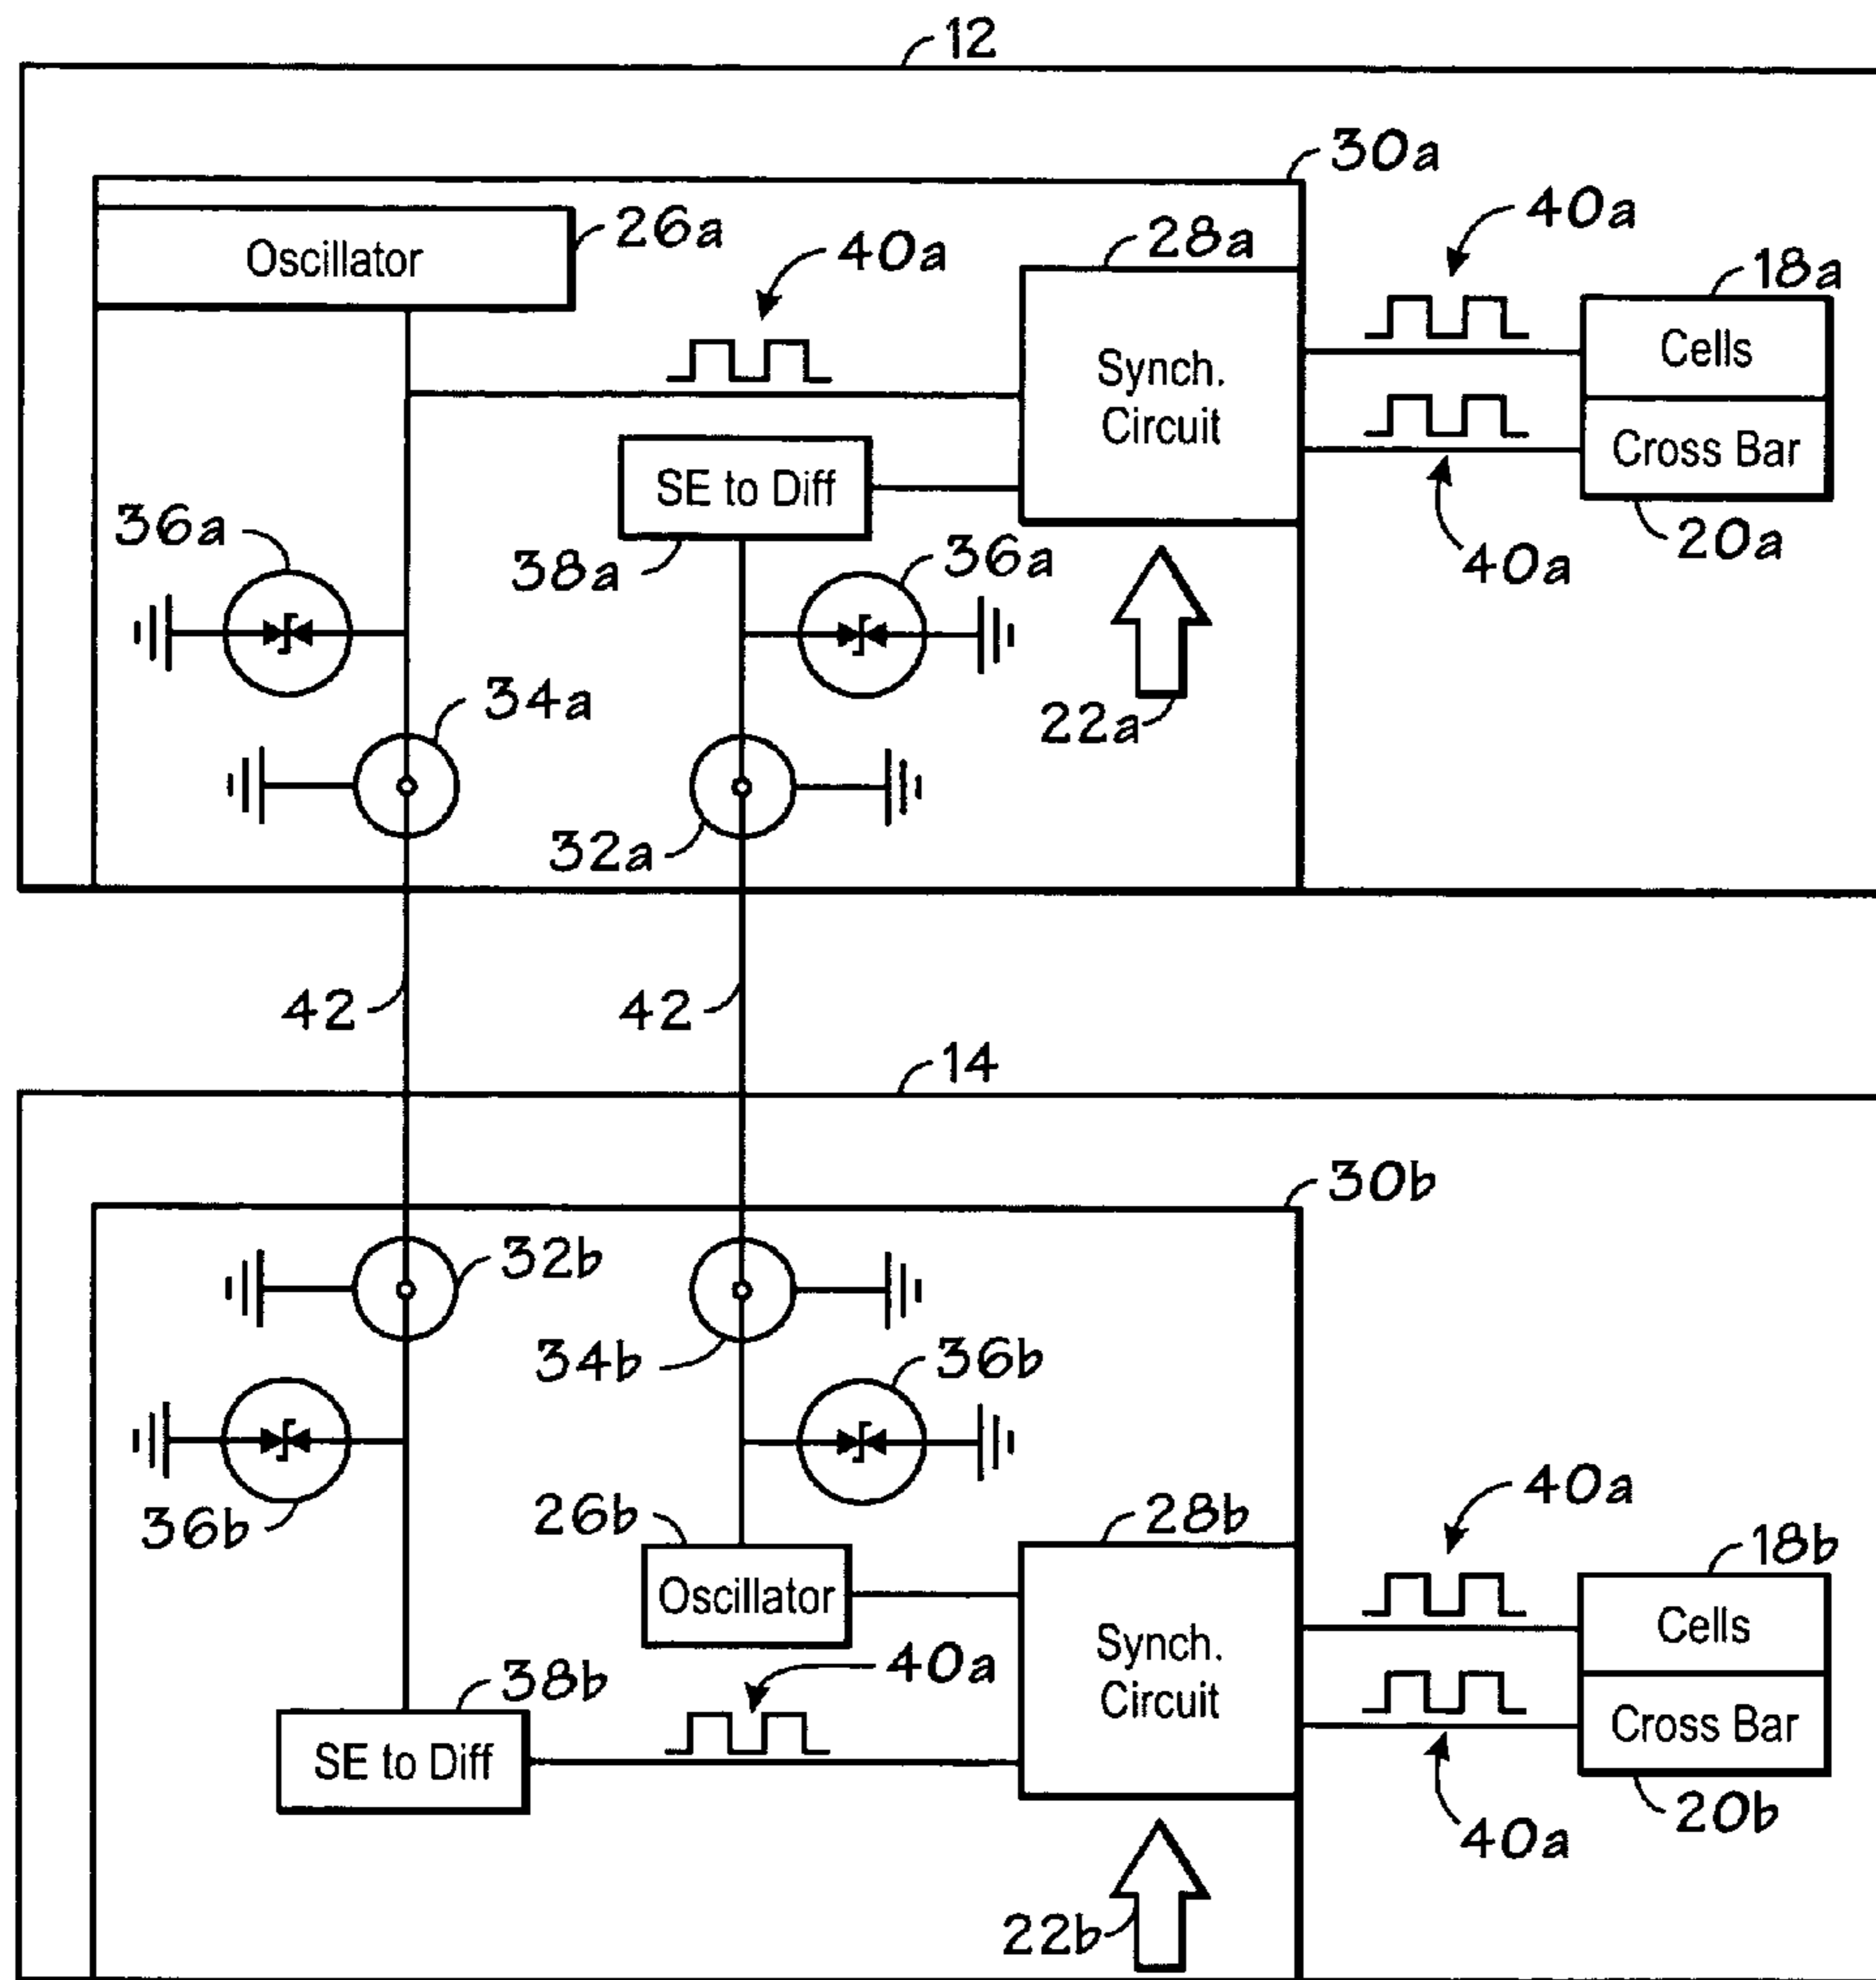 12
30a
26a
Oscillator
40a
28a
40a
18a
Synch.
Circuit
Cells
SE to Diff
Cross Bar
36a
38a
36a
40a
20a
34a
22a
32a
42
42
14
30b
32b
34b
36b
36b
26b
28b
40a
18b
Oscillator
Synch.
Circuit
Cells
38b
40a
SE to Diff
Cross Bar
40a
20b
22b